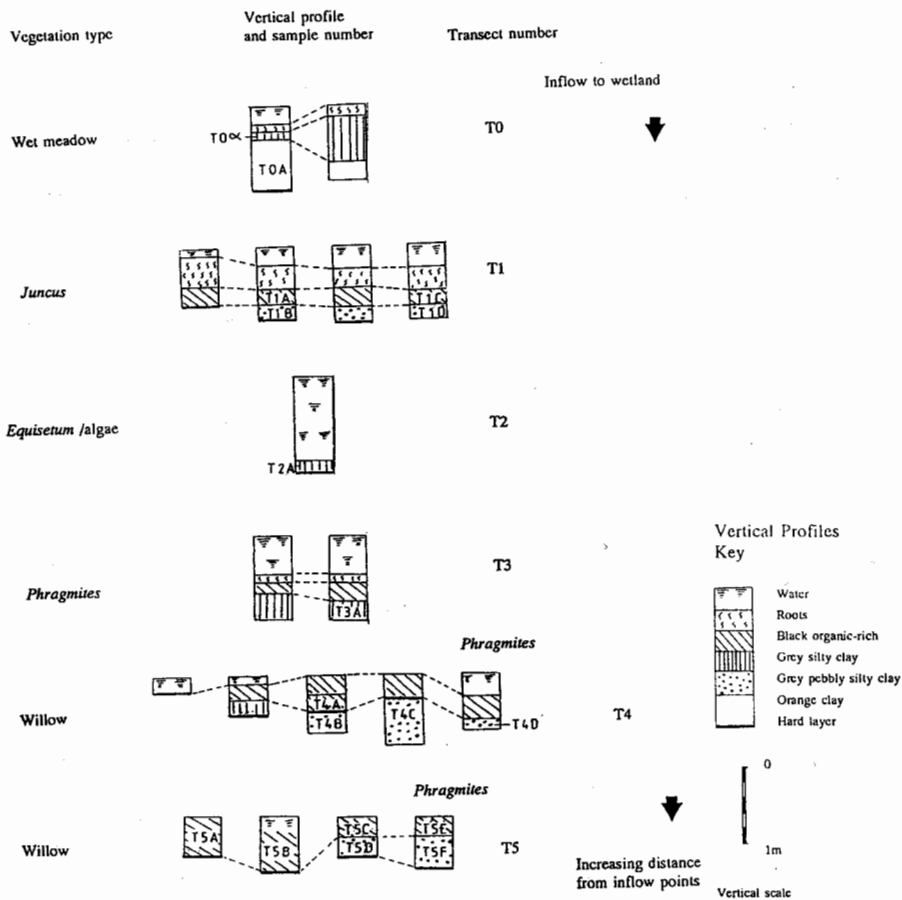 Vegetation type
Vertical profile
and sample number
Transect number
Inflow to wetland
Wet meadow
T0∝
T0A
T0
Juncus
T1A
T1B
T1C
T1D
T1
Equisetum /algae
T2A
T2
Phragmites
T3A
T3
Vertical Profiles
Key
Water
Roots
Black organic-rich
Grey silty clay
Grey pebbly silty clay
Orange clay
Hard layer
Phragmites
Willow
T4A
T4B
T4C
T4D
T4
0
1m
Vertical scale
Phragmites
Willow
T5A
T5B
T5C
T5D
T5E
T5F
T5
Increasing distance
from inflow points